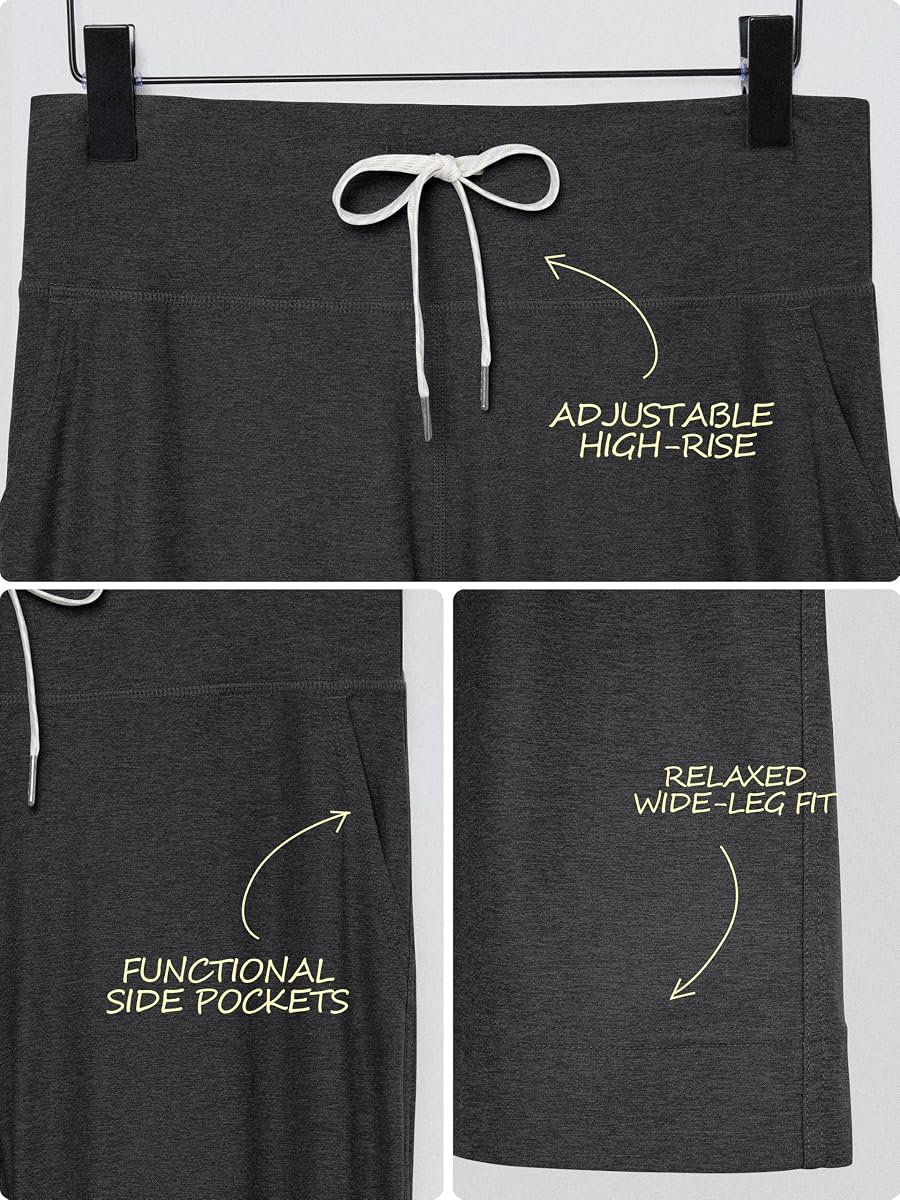 ADJUSTABLE
HIGH-RISE
FUNCTIONAL
SIDE POCKETS
RELAXED
WIDE-LEG FIT